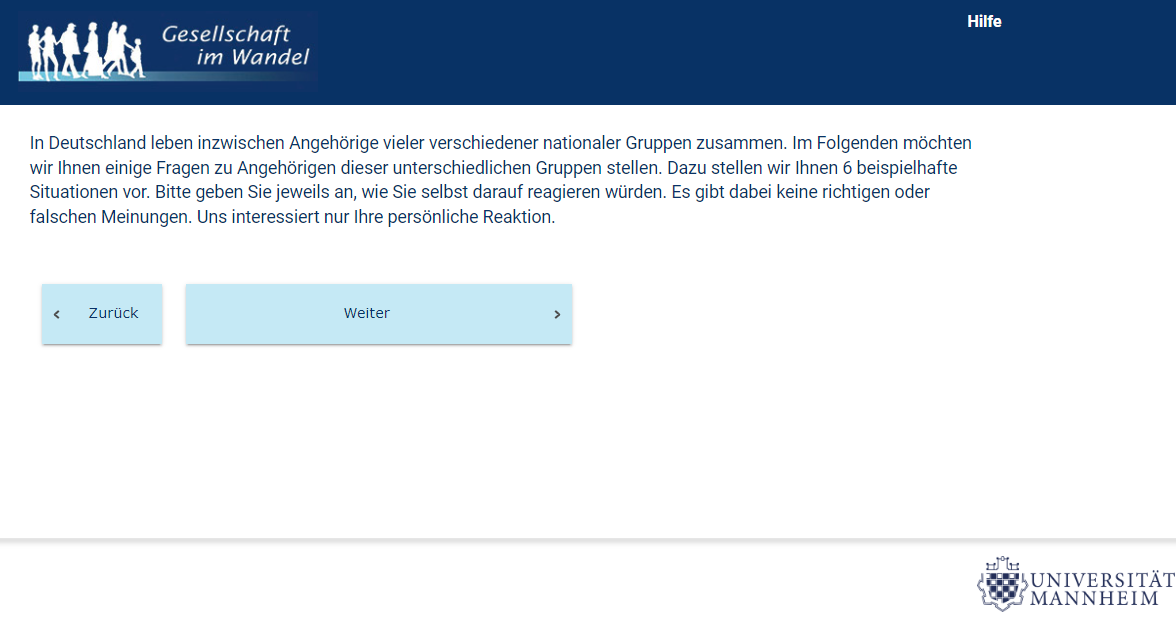 Gesellschaft
im Wandel
Hilfe
In Deutschland leben inzwischen Angehörige vieler verschiedener nationaler Gruppen zusammen. Im Folgenden möchten
wir Ihnen einige Fragen zu Angehörigen dieser unterschiedlichen Gruppen stellen. Dazu stellen wir Ihnen 6 beispielhafte
Situationen vor. Bitte geben Sie jeweils an, wie Sie selbst darauf reagieren würden. Es gibt dabei keine richtigen oder
falschen Meinungen. Uns interessiert nur Ihre persönliche Reaktion.
‹ Zurück
Weiter ›
UNIVERSITÄT
MANNHEIM